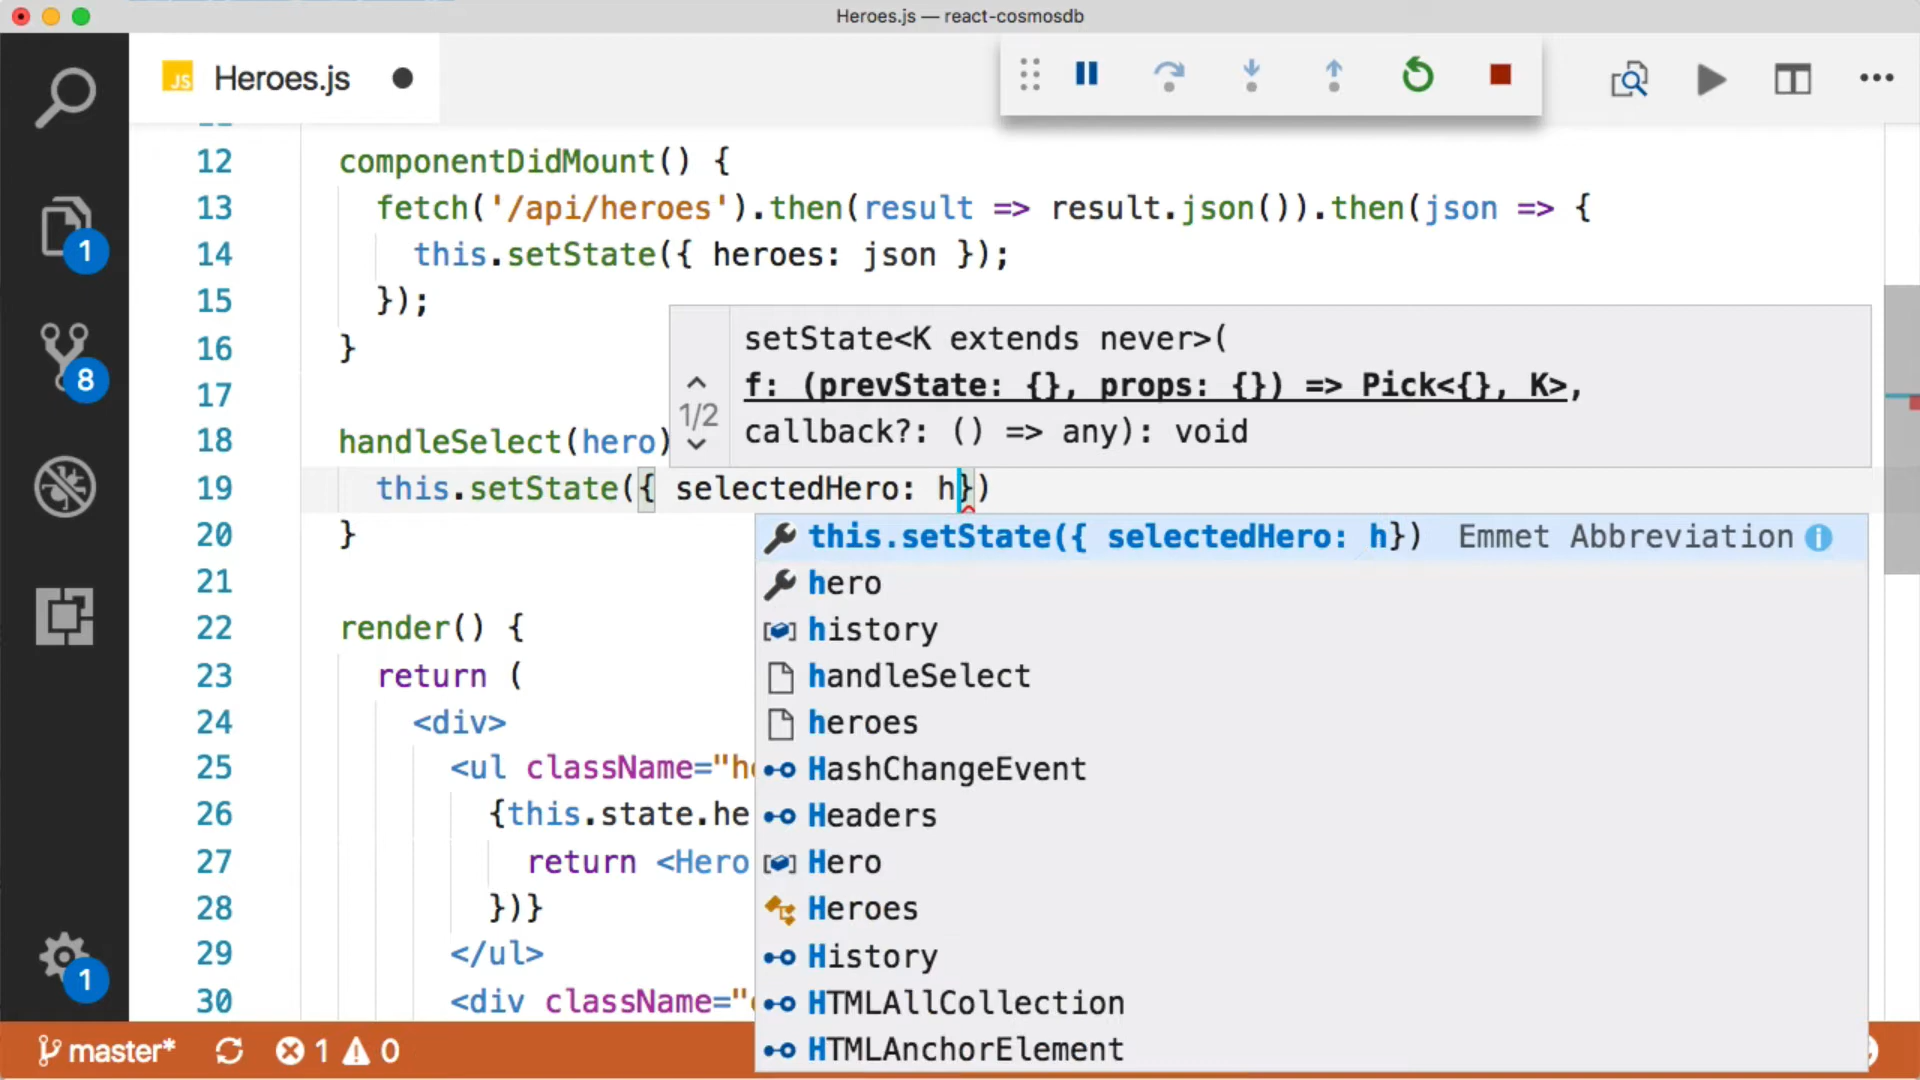 Heroes.js — react-cosmosdb
JS Heroes.js
12 componentDidMount() {
13 fetch('/api/heroes').then(result => result.json()).then(json => {
14 this.setState({ heroes: json });
15 });
16 }
17
18 handleSelect(hero)
19 this.setState({ selectedHero: h})
20 }
21
22 render() {
23 return (
24 <div>
25 <ul className="he
26 {this.state.he
27 return <Hero
28 })}
29 </ul>
30 <div className="
setState<K extends never>(
f: (prevState: {}, props: {}) => Pick<{}, K>,
callback?: () => any): void
1/2
this.setState({ selectedHero: h}) Emmet Abbreviation
hero
history
handleSelect
heroes
HashChangeEvent
Headers
Hero
Heroes
History
HTMLAllCollection
HTMLAnchorElement
1
8
1
master* 1 0